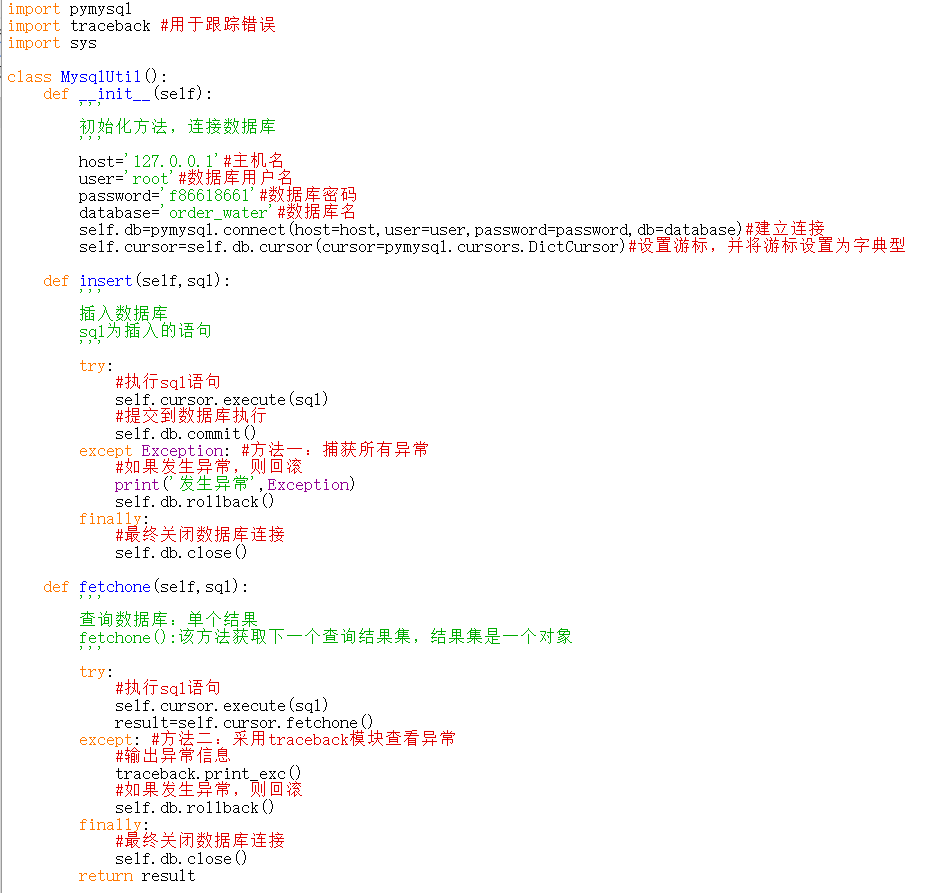 import pymysql
import traceback #用于跟踪错误
import sys
class MysqlUtil():
    def __init__(self):
        '''
        初始化方法，连接数据库
        '''
        host='127.0.0.1'#主机名
        user='root'#数据库用户名
        password='f86618661'#数据库密码
        database='order_water'#数据库名
        self.db=pymysql.connect(host=host,user=user,password=password,db=database)#建立连接
        self.cursor=self.db.cursor(cursor=pymysql.cursors.DictCursor)#设置游标，并将游标设置为字典型
    def insert(self,sql):
        '''
        插入数据库
        sql为插入的语句
        '''
        try:
            #执行sql语句
            self.cursor.execute(sql)
            #提交到数据库执行
            self.db.commit()
        except Exception: #方法一：捕获所有异常
            #如果发生异常，则回滚
            print('发生异常',Exception)
            self.db.rollback()
        finally:
            #最终关闭数据库连接
            self.db.close()
    def fetchone(self,sql):
        '''
        查询数据库：单个结果
        fetchone():该方法获取下一个查询结果集，结果集是一个对象
        '''
        try:
            #执行sql语句
            self.cursor.execute(sql)
            result=self.cursor.fetchone()
        except: #方法二：采用traceback模块查看异常
            #输出异常信息
            traceback.print_exc()
            #如果发生异常，则回滚
            self.db.rollback()
        finally:
            #最终关闭数据库连接
            self.db.close()
        return result